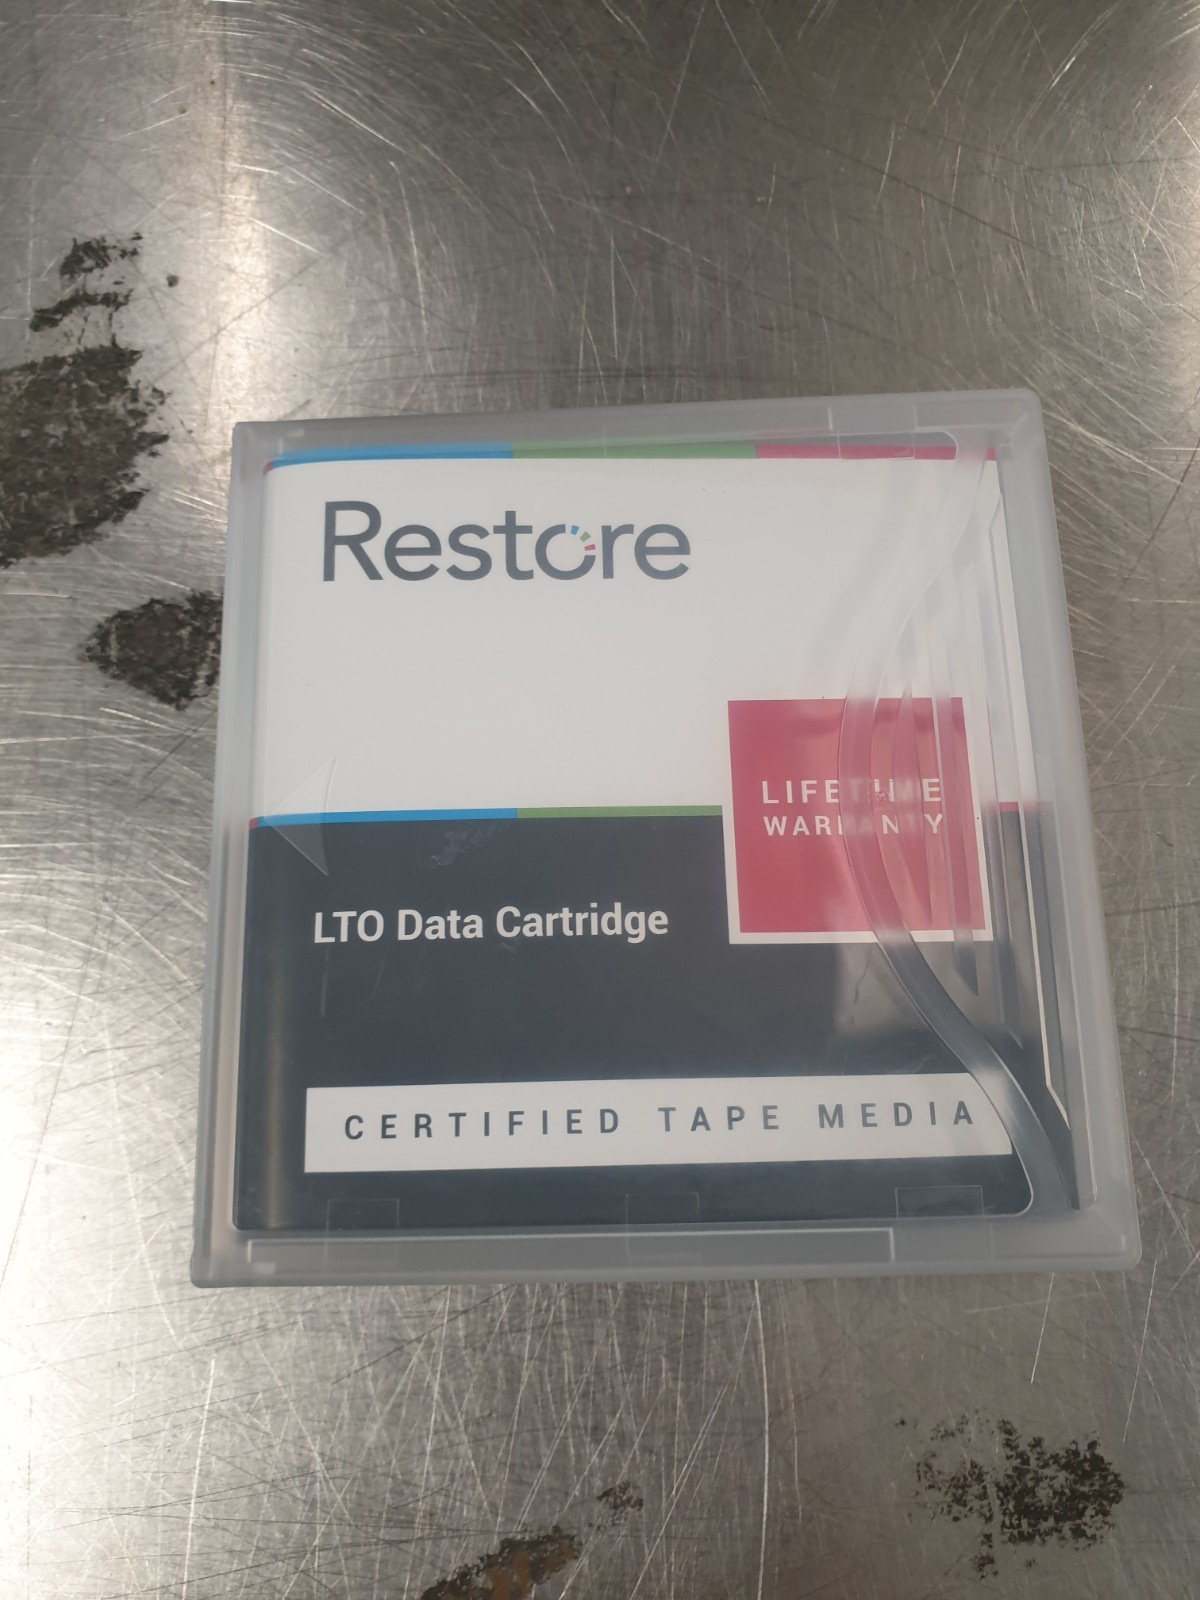 Restore
LIFETIME
WARRANTY
LTO Data Cartridge
CERTIFIED TAPE MEDIA